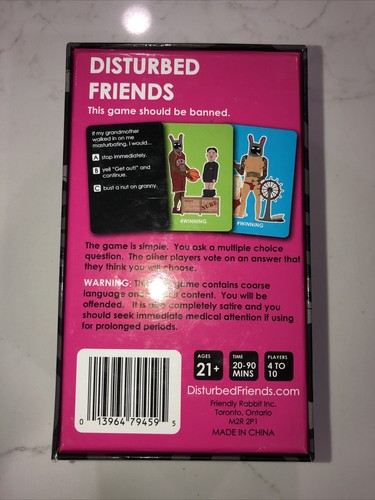 DISTURBED
FRIENDS
This game should be banned.
If my grandmother
walked in on me
masturbating, I would...
A stop immediately.
B yell "Get out!" and
continue.
C bust a nut on granny.
#WINNING
#WINNING
The game is simple. You ask a multiple choice
question. The other players vote on an answer that
they think you will choose.
WARNING: This game contains coarse
language and content. You will be
offended. It is also completely satire and you
should seek immediate medical attention if using
for prolonged periods.
AGES
21+
TIME
20-90
MINS
PLAYERS
4 TO
10
DisturbedFriends.com
Friendly Rabbit Inc.
Toronto, Ontario
M2R 2P1
MADE IN CHINA
0 13964 79459 5